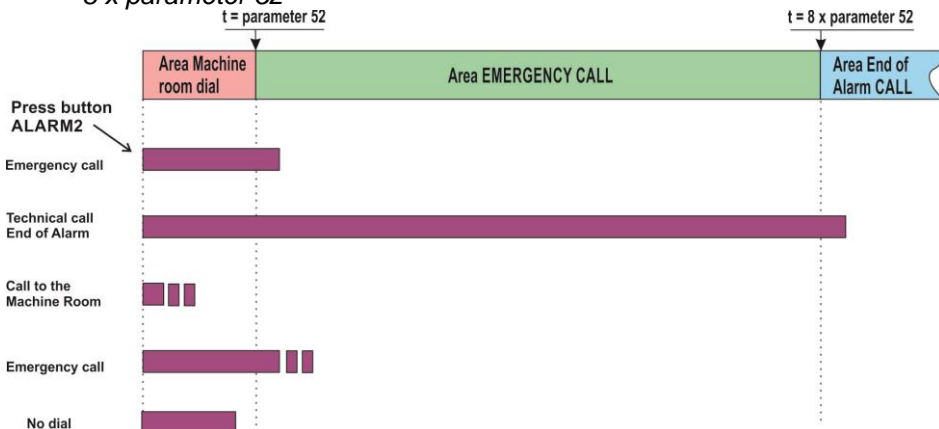 8 x parameter 52
t = parameter 52
t = 8 x parameter 52
Area Machine
room dial
Area EMERGENCY CALL
Area End of
Alarm CALL
Press button
ALARM2
Emergency call
Technical call
End of Alarm
Call to the
Machine Room
Emergency call
No dial